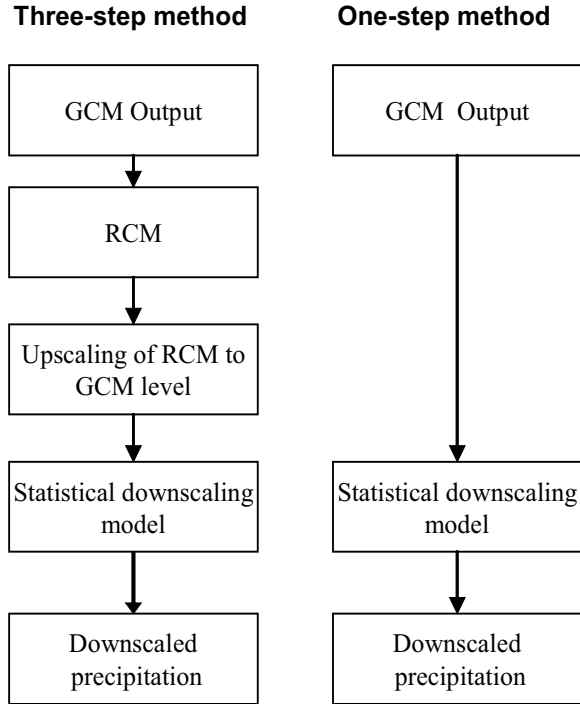 Three-step method
GCM Output
RCM
Upscaling of RCM to
GCM level
Statistical downscaling
model
Downscaled
precipitation
One-step method
GCM Output
Statistical downscaling
model
Downscaled
precipitation